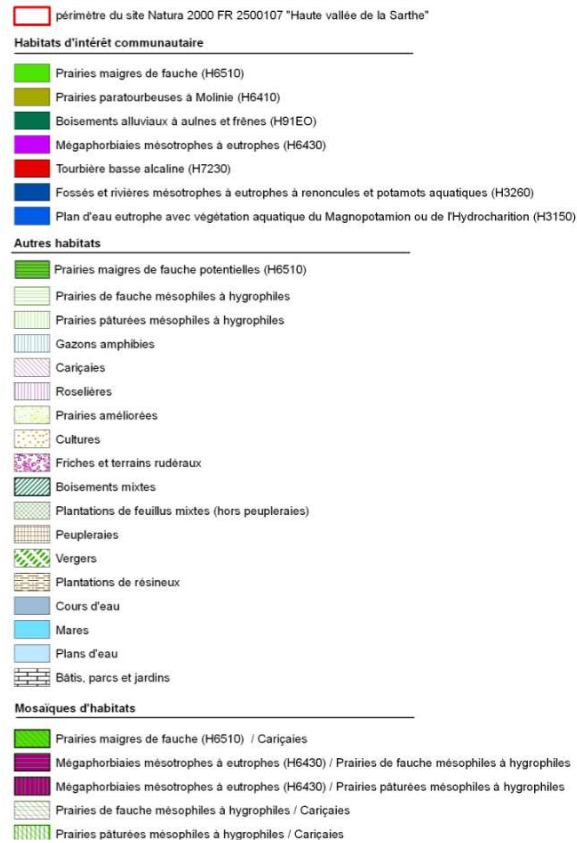 périmètre du site Natura 2000 FR 2500107 "Haute vallée de la Sarthe"
Habitats d'intérêt communautaire
Prairies maigres de fauche (H6510)
Prairies paratourbeuses à Molinie (H6410)
Boisements alluviaux à aulnes et frênes (H91EO)
Mégaphorbiaies mésotrophes à eutrophes (H6430)
Tourbière basse alcaline (H7230)
Fossés et rivières mésotrophes à eutrophes à renoncules et potamots aquatiques (H3260)
Plan d'eau eutrophe avec végétation aquatique du Magnopotamion ou de l'Hydrocharition (H3150)
Autres habitats
Prairies maigres de fauche potentielles (H6510)
Prairies de fauche mésophiles à hygrophiles
Prairies pâturées mésophiles à hygrophiles
Gazons amphibies
Cariçaies
Roselières
Prairies améliorées
Cultures
Friches et terrains rudéraux
Boisements mixtes
Plantations de feuillus mixtes (hors peupleraies)
Peupleraies
Vergers
Plantations de résineux
Cours d'eau
Mares
Plans d'eau
Bâtis, parcs et jardins
Mosaïques d'habitats
Prairies maigres de fauche (H6510) / Cariçaies
Mégaphorbiaies mésotrophes à eutrophes (H6430) / Prairies de fauche mésophiles à hygrophiles
Mégaphorbiaies mésotrophes à eutrophes (H6430) / Prairies pâturées mésophiles à hygrophiles
Prairies de fauche mésophiles à hygrophiles / Cariçaies
Prairies pâturées mésophiles à hygrophiles / Cariçaies